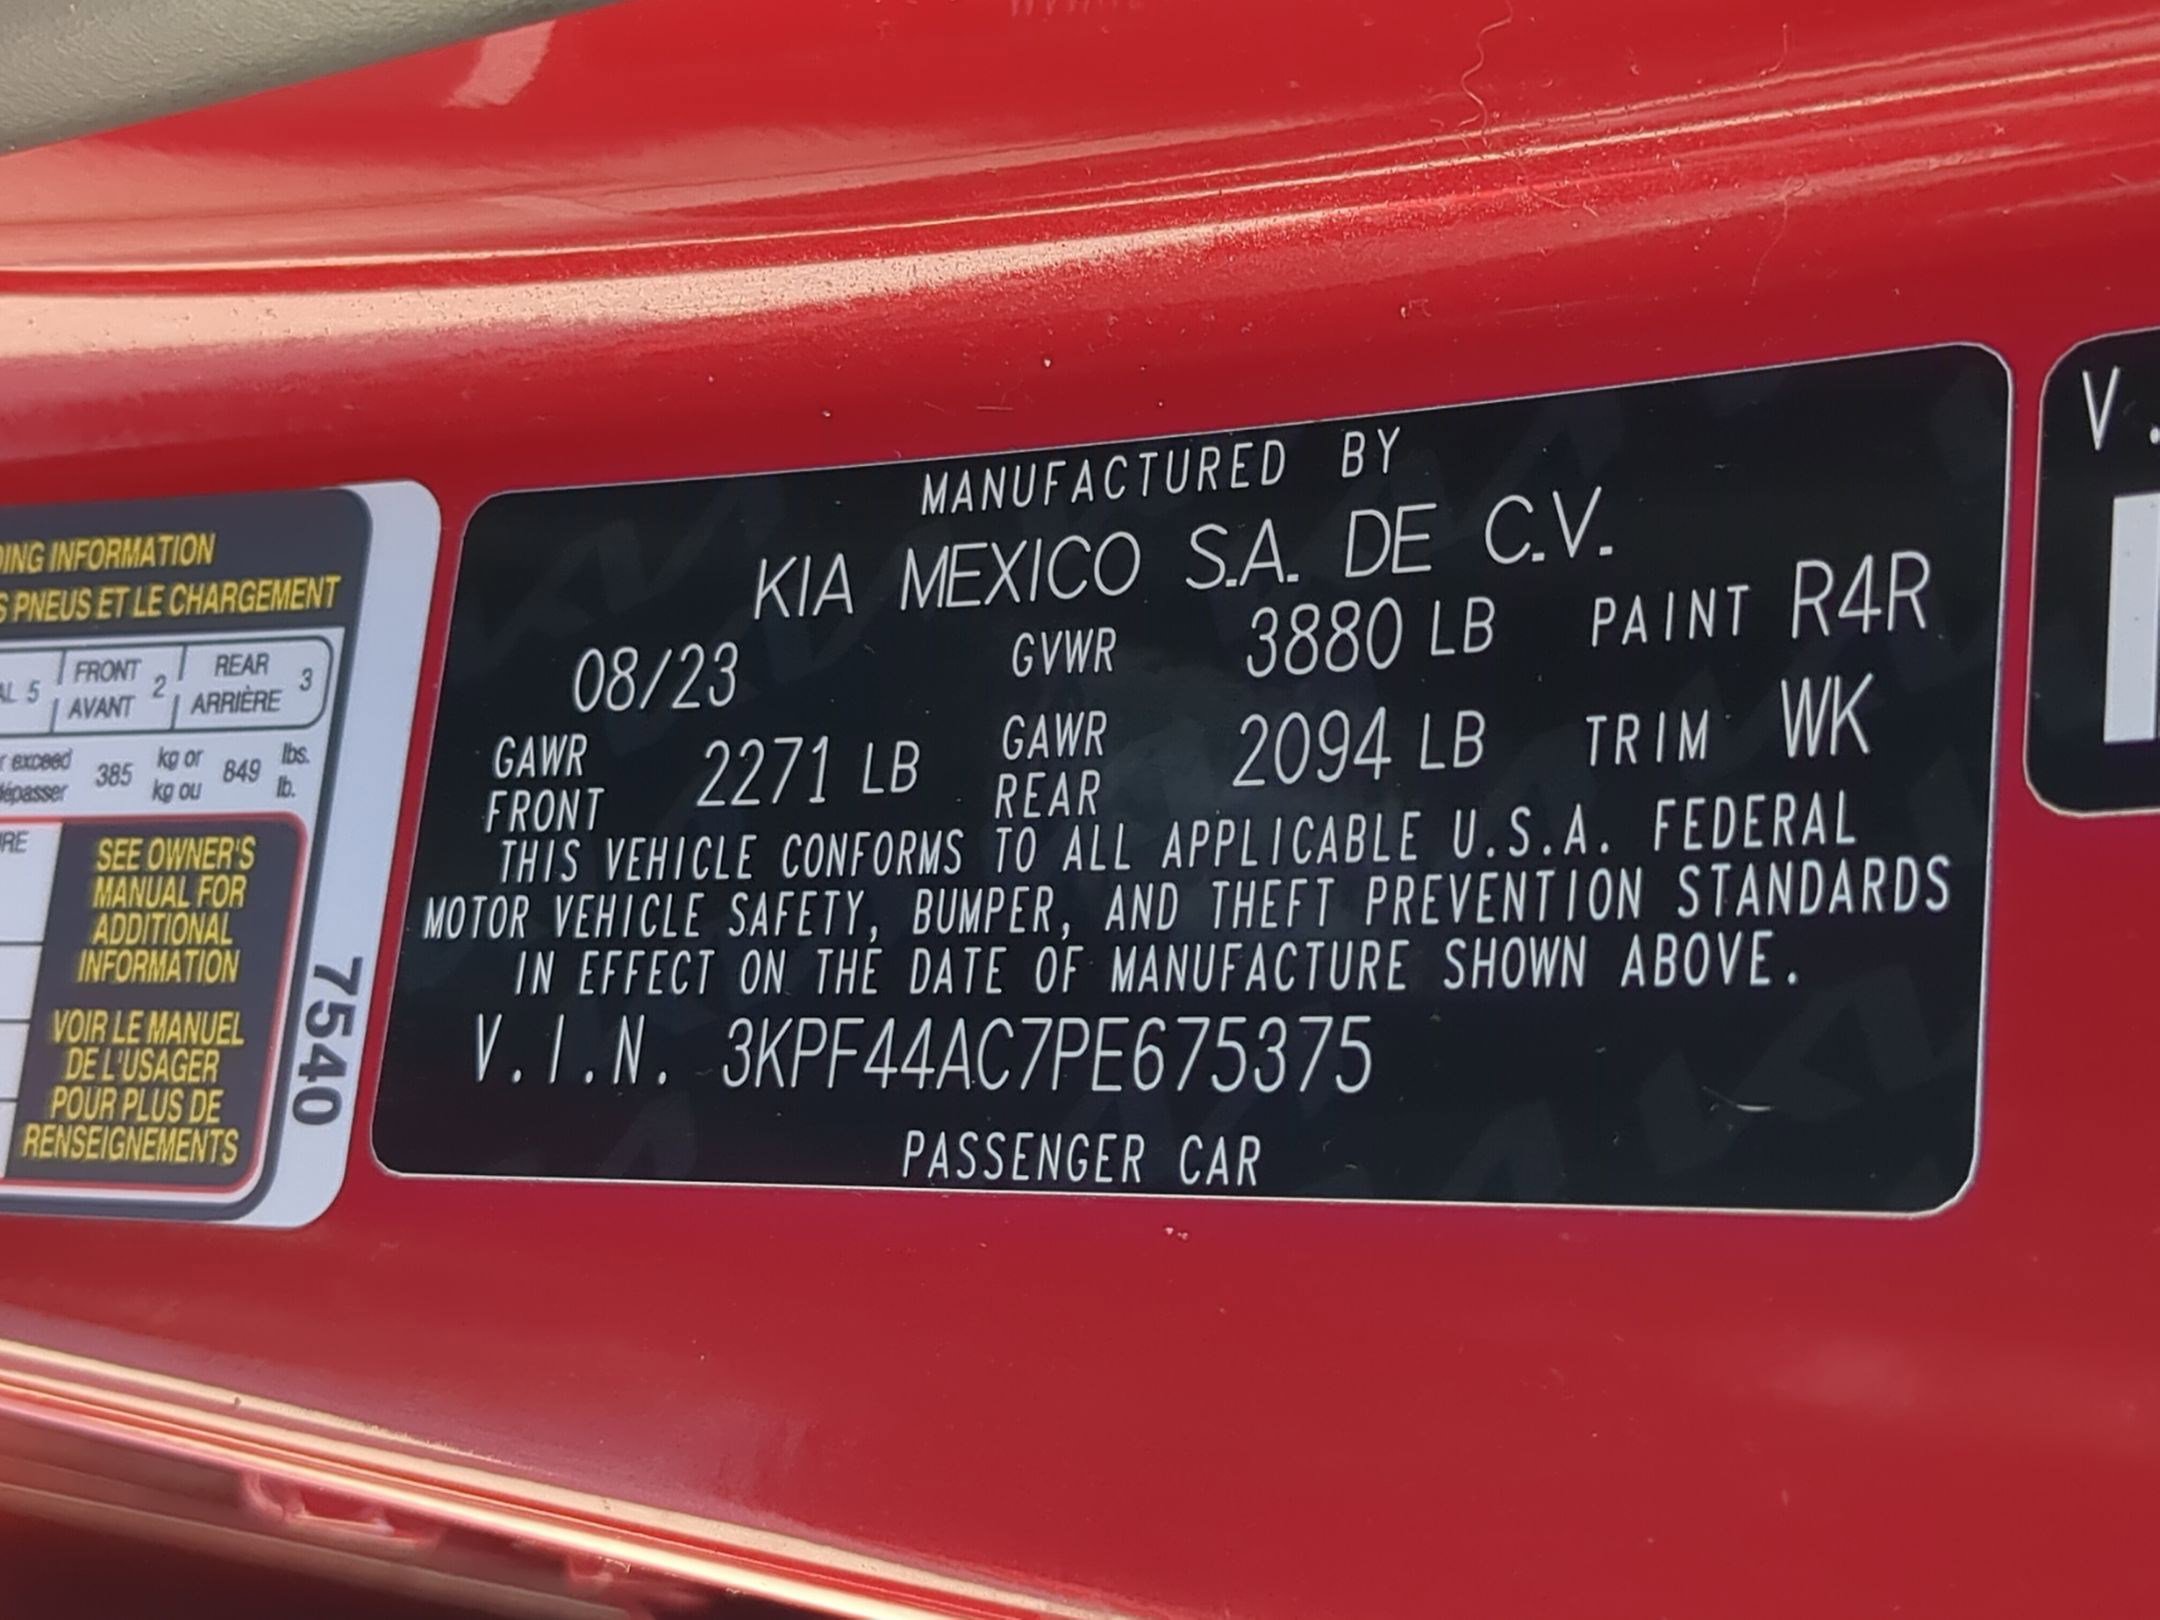 MANUFACTURED BY
KIA MEXICO S.A. DE C.V.
08/23 GVWR 3880 LB PAINT R4R
GAWR FRONT 2271 LB GAWR REAR 2094 LB TRIM WK
THIS VEHICLE CONFORMS TO ALL APPLICABLE U.S.A. FEDERAL
MOTOR VEHICLE SAFETY, BUMPER, AND THEFT PREVENTION STANDARDS
IN EFFECT ON THE DATE OF MANUFACTURE SHOWN ABOVE.
V.I.N. 3KPF44AC7PE675375
PASSENGER CAR
INFORMATION
PNEUS ET LE CHARGEMENT
5 FRONT AVANT 2 REAR ARRIÈRE 3
exceed 385 kg or 849 lbs.
dépasser kg ou lb.
SEE OWNER'S
MANUAL FOR
ADDITIONAL
INFORMATION
VOIR LE MANUEL
DE L'USAGER
POUR PLUS DE
RENSEIGNEMENTS
7540
V.